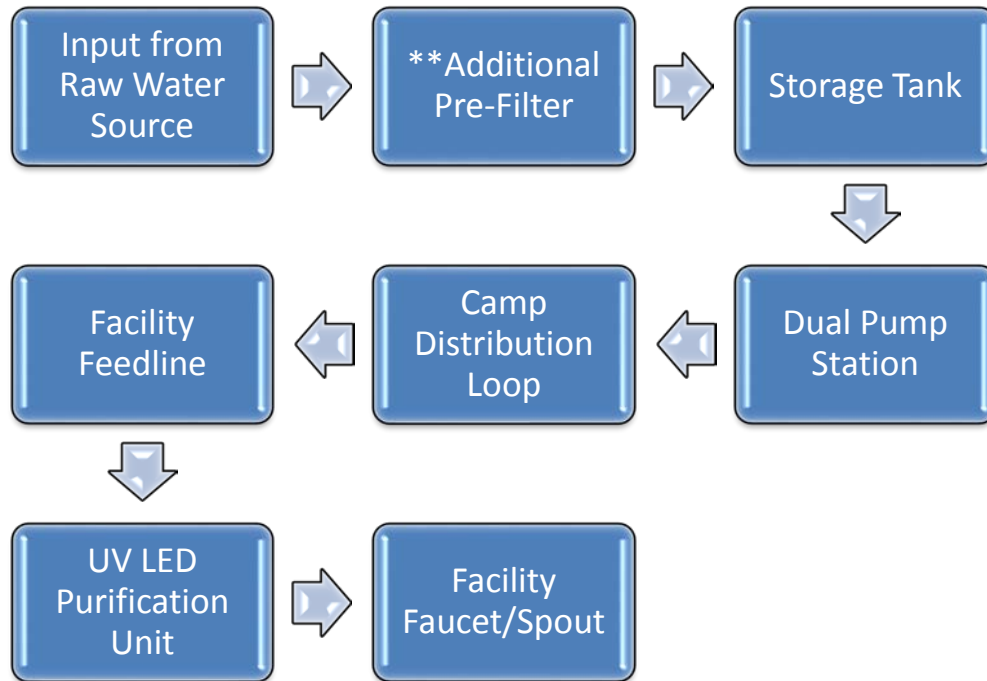 Input from
Raw Water
Source
**Additional
Pre-Filter
Storage Tank
Dual Pump
Station
Camp
Distribution
Loop
Facility
Feedline
UV LED
Purification
Unit
Facility
Faucet/Spout